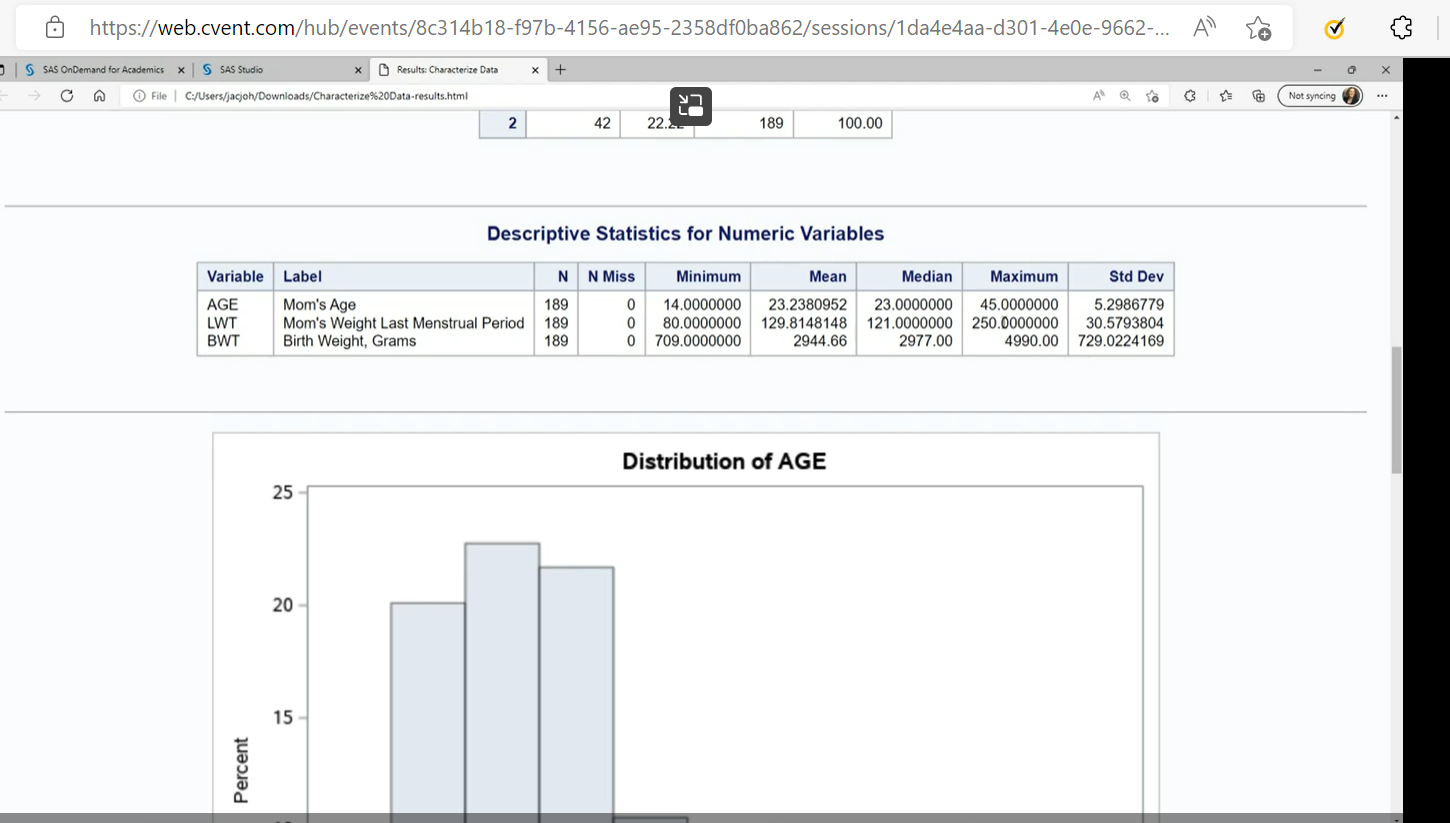 https://web.cvent.com/hub/events/8c314b18-f97b-4156-ae95-2358df0ba862/sessions/1da4e4aa-d301-4e0e-9662-...
SAS OnDemand for Academics SAS Studio Results: Characterize Data
File C:/Users/jacjoh/Downloads/Characterize%20Data-results.html Not syncing
2 42 22.22 189 100.00
Descriptive Statistics for Numeric Variables
Variable Label N N Miss Minimum Mean Median Maximum Std Dev
AGE Mom's Age 189 0 14.0000000 23.2380952 23.0000000 45.0000000 5.2986779
LWT Mom's Weight Last Menstrual Period 189 0 80.0000000 129.8148148 121.0000000 250.0000000 30.5793804
BWT Birth Weight, Grams 189 0 709.0000000 2944.66 2977.00 4990.00 729.0224169
Distribution of AGE
25
20
15
Percent